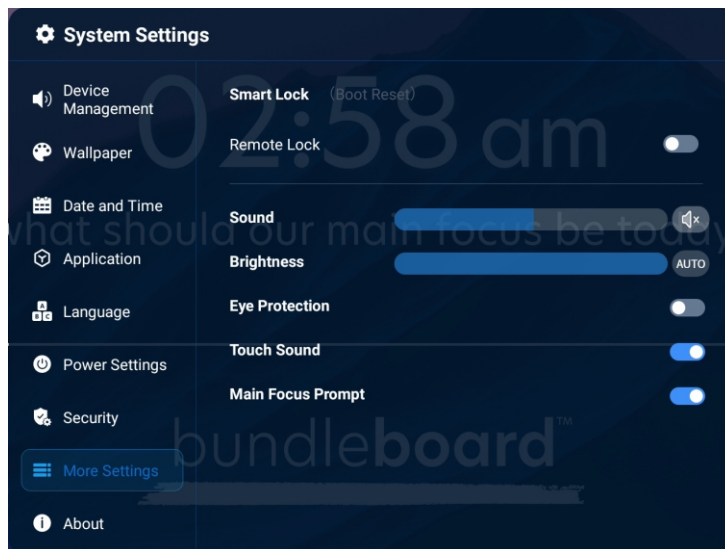 System Settings
Device
Management
Wallpaper
Date and Time
Application
A
B C
Language
Power Settings
Security
More Settings
About
Smart Lock (Boot Reset)
Remote Lock
Sound
Brightness
AUTO
Eye Protection
Touch Sound
Main Focus Prompt
02:58 am
what should our main focus be today
bundleboard™